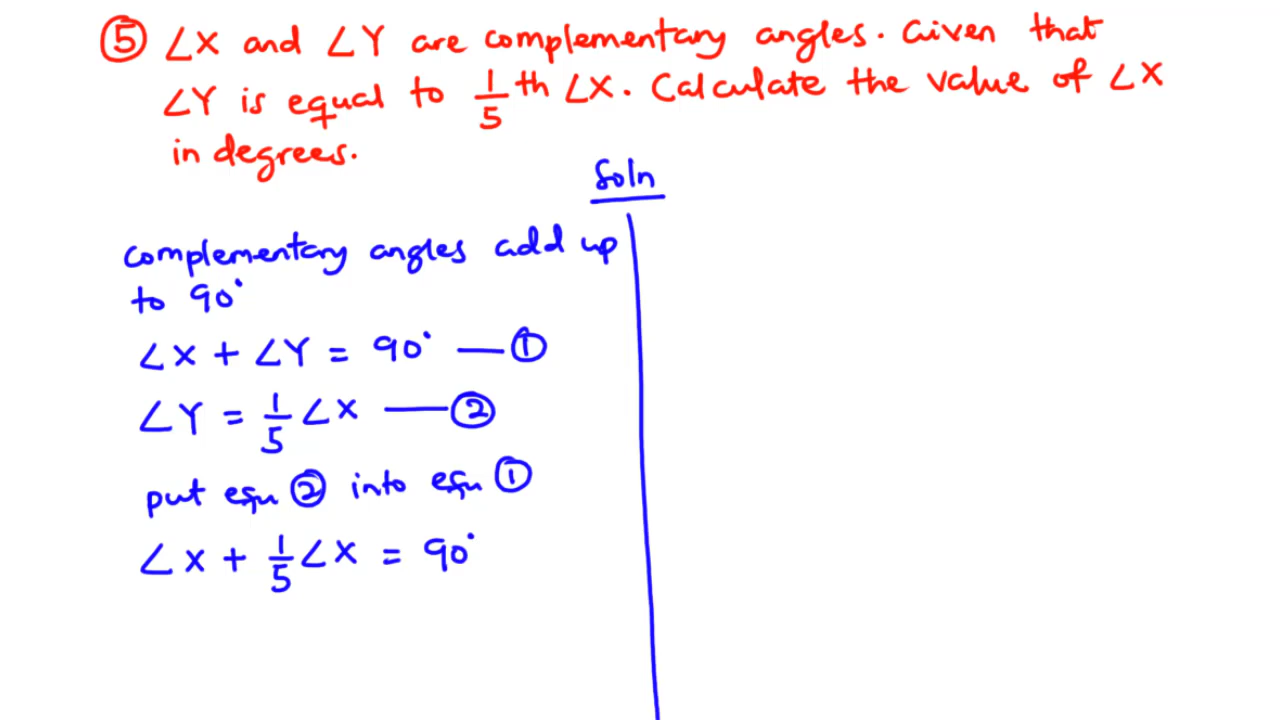 ⑤ ∠X and ∠Y are complementary angles. Given that
∠Y is equal to 1/5 th ∠X. Calculate the value of ∠X
in degrees.
Soln
complementary angles add up
to 90°
∠X + ∠Y = 90° — ①
∠Y = 1/5 ∠X — ②
put eqn ② into eqn ①
∠X + 1/5 ∠X = 90°